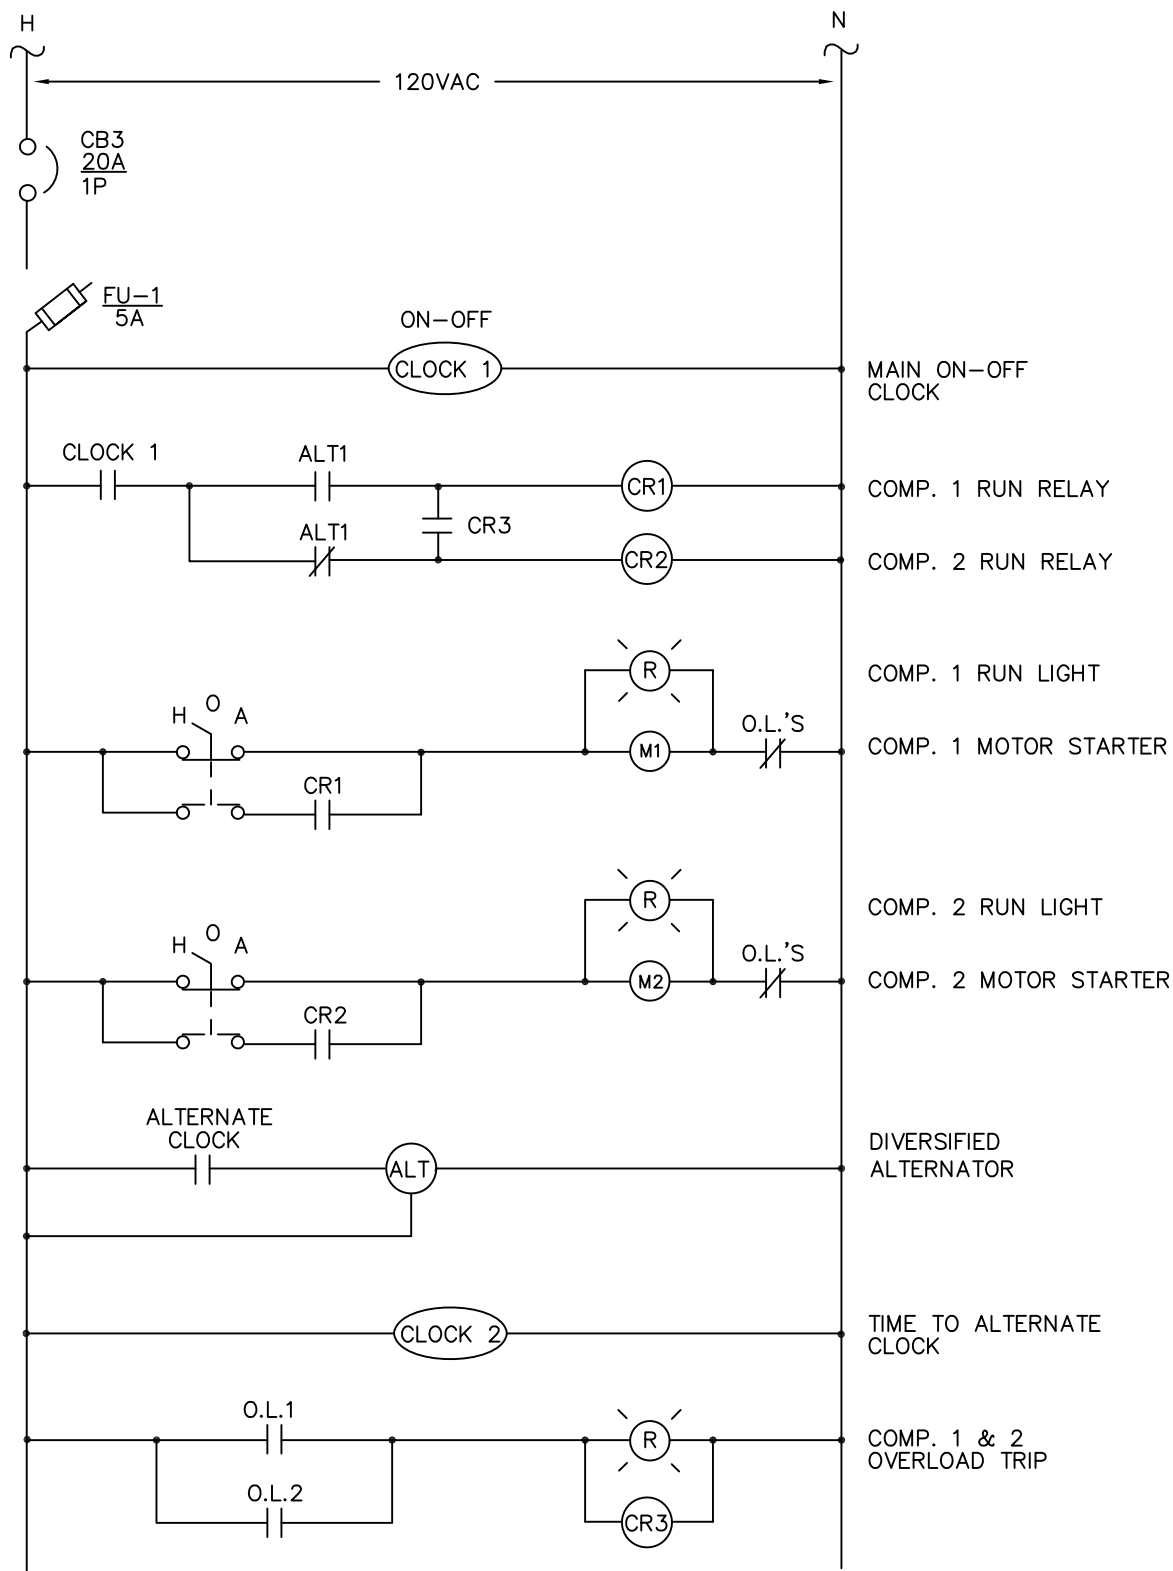 H
N
120VAC
CB3
20A
1P
FU-1
5A
ON-OFF
CLOCK 1
MAIN ON-OFF
CLOCK
CLOCK 1
ALT1
CR1
COMP. 1 RUN RELAY
CR3
ALT1
CR2
COMP. 2 RUN RELAY
R
COMP. 1 RUN LIGHT
H O A
O.L.'S
M1
COMP. 1 MOTOR STARTER
CR1
R
COMP. 2 RUN LIGHT
H O A
O.L.'S
M2
COMP. 2 MOTOR STARTER
CR2
ALTERNATE
CLOCK
ALT
DIVERSIFIED
ALTERNATOR
CLOCK 2
TIME TO ALTERNATE
CLOCK
O.L.1
R
COMP. 1 & 2
OVERLOAD TRIP
O.L.2
CR3